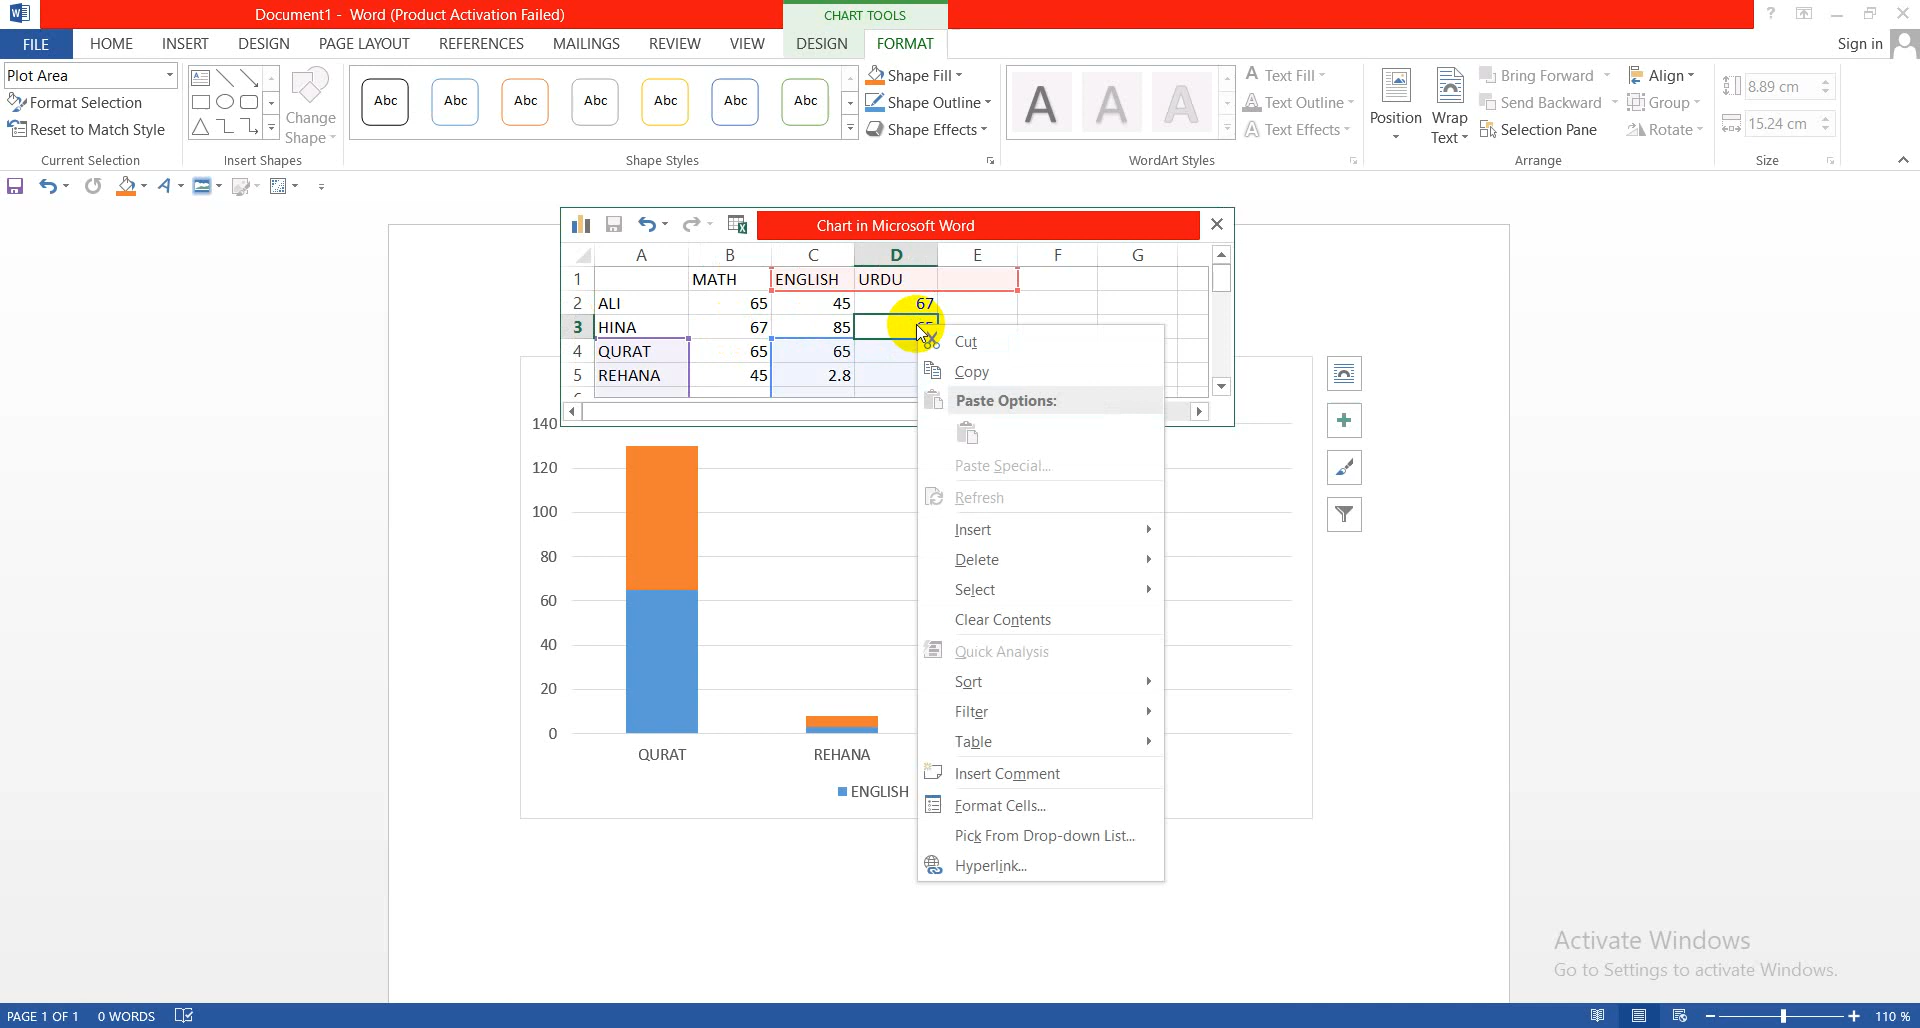 Document1 - Word (Product Activation Failed)
CHART TOOLS
?
FILE HOME INSERT DESIGN PAGE LAYOUT REFERENCES MAILINGS REVIEW VIEW DESIGN FORMAT Sign in
Plot Area
Format Selection
Reset to Match Style
Current Selection
Change
Shape
Insert Shapes
Abc Abc Abc Abc Abc Abc Abc
Shape Fill
Shape Outline
Shape Effects
Shape Styles
A A A
Text Fill
Text Outline
Text Effects
WordArt Styles
Position
Wrap
Text
Bring Forward
Send Backward
Selection Pane
Align
Group
Rotate
Arrange
8.89 cm
15.24 cm
Size
Chart in Microsoft Word
A B C D E F G
1 MATH ENGLISH URDU
2 ALI 65 45 67
3 HINA 67 85
4 QURAT 65 65
5 REHANA 45 2.8
Cut
Copy
Paste Options:
Paste Special...
Refresh
Insert
Delete
Select
Clear Contents
Quick Analysis
Sort
Filter
Table
Insert Comment
Format Cells...
Pick From Drop-down List...
Hyperlink...
140
120
100
80
60
40
20
0
QURAT REHANA
ENGLISH
Activate Windows
Go to Settings to activate Windows.
PAGE 1 OF 1 0 WORDS 110 %